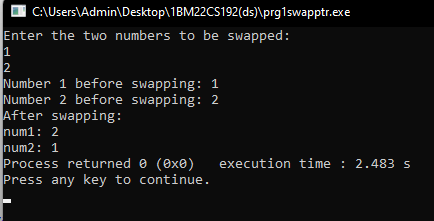 C:\Users\Admin\Desktop\1BM22CS192(ds)\prg1swapptr.exe
Enter the two numbers to be swapped:
1
2
Number 1 before swapping: 1
Number 2 before swapping: 2
After swapping:
num1: 2
num2: 1
Process returned 0 (0x0)   execution time : 2.483 s
Press any key to continue.